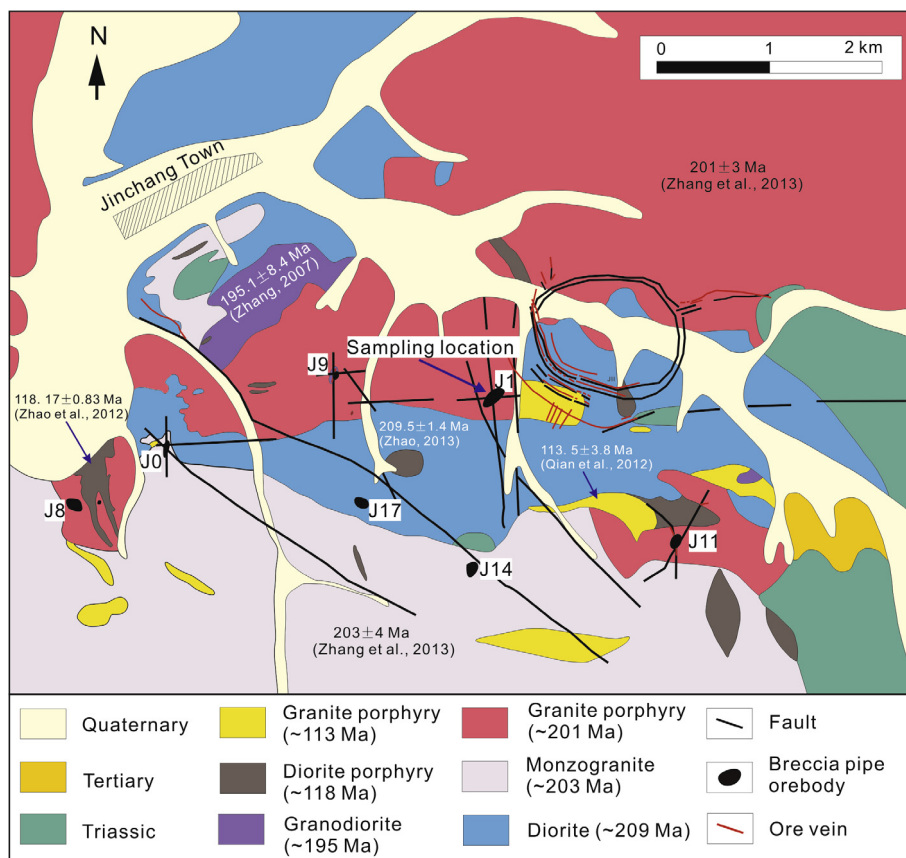 N
0 1 2 km
Jinchang Town
201±3 Ma
(Zhang et al., 2013)
195.1±8.4 Ma
(Zhang, 2007)
Sampling location
J9
J1
118. 17±0.83 Ma
(Zhao et al., 2012)
209.5±1.4 Ma
(Zhao, 2013)
113. 5±3.8 Ma
(Qian et al., 2012)
J0
J8
J17
J11
J14
203±4 Ma
(Zhang et al., 2013)
Quaternary
Granite porphyry
(~113 Ma)
Granite porphyry
(~201 Ma)
Fault
Tertiary
Diorite porphyry
(~118 Ma)
Monzogranite
(~203 Ma)
Breccia pipe
orebody
Triassic
Granodiorite
(~195 Ma)
Diorite (~209 Ma)
Ore vein